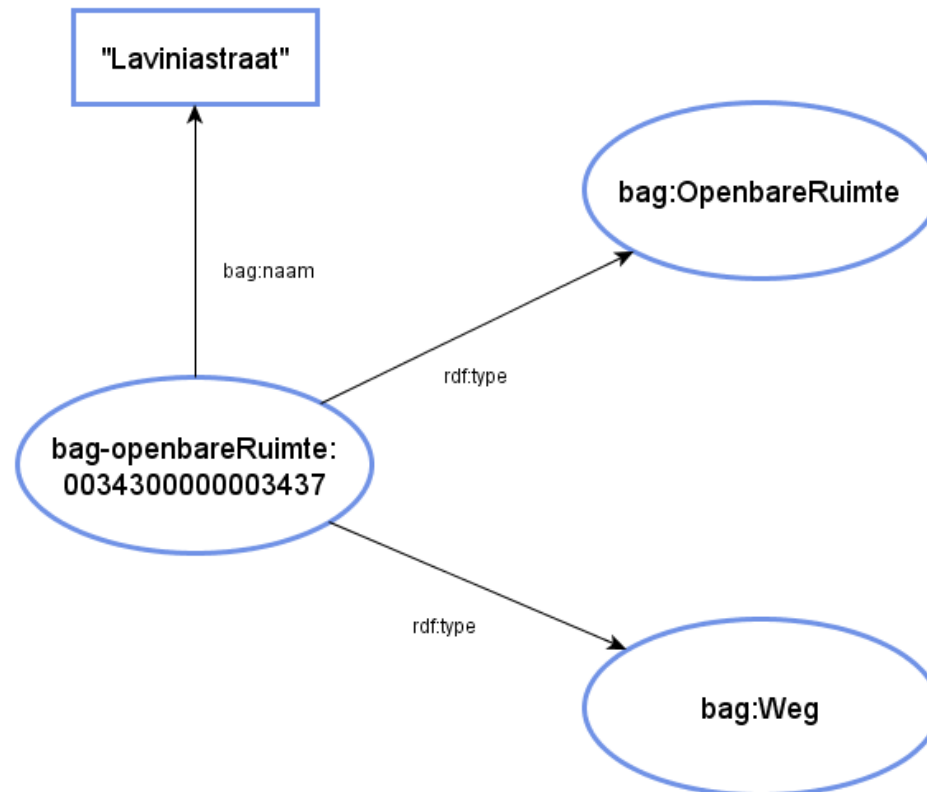 "Laviniastraat"
bag:OpenbareRuimte
bag:naam
rdf:type
bag-openbareRuimte:
0034300000003437
rdf:type
bag:Weg